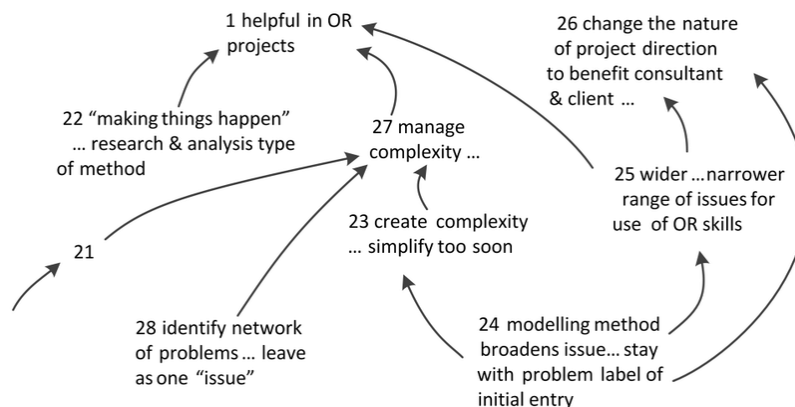 1 helpful in OR
projects
26 change the nature
of project direction
to benefit consultant
& client ...
22 “making things happen”
... research & analysis type
of method
27 manage
complexity ...
25 wider ...narrower
range of issues for
use of OR skills
23 create complexity
... simplify too soon
21
28 identify network
of problems ... leave
as one “issue”
24 modelling method
broadens issue... stay
with problem label of
initial entry